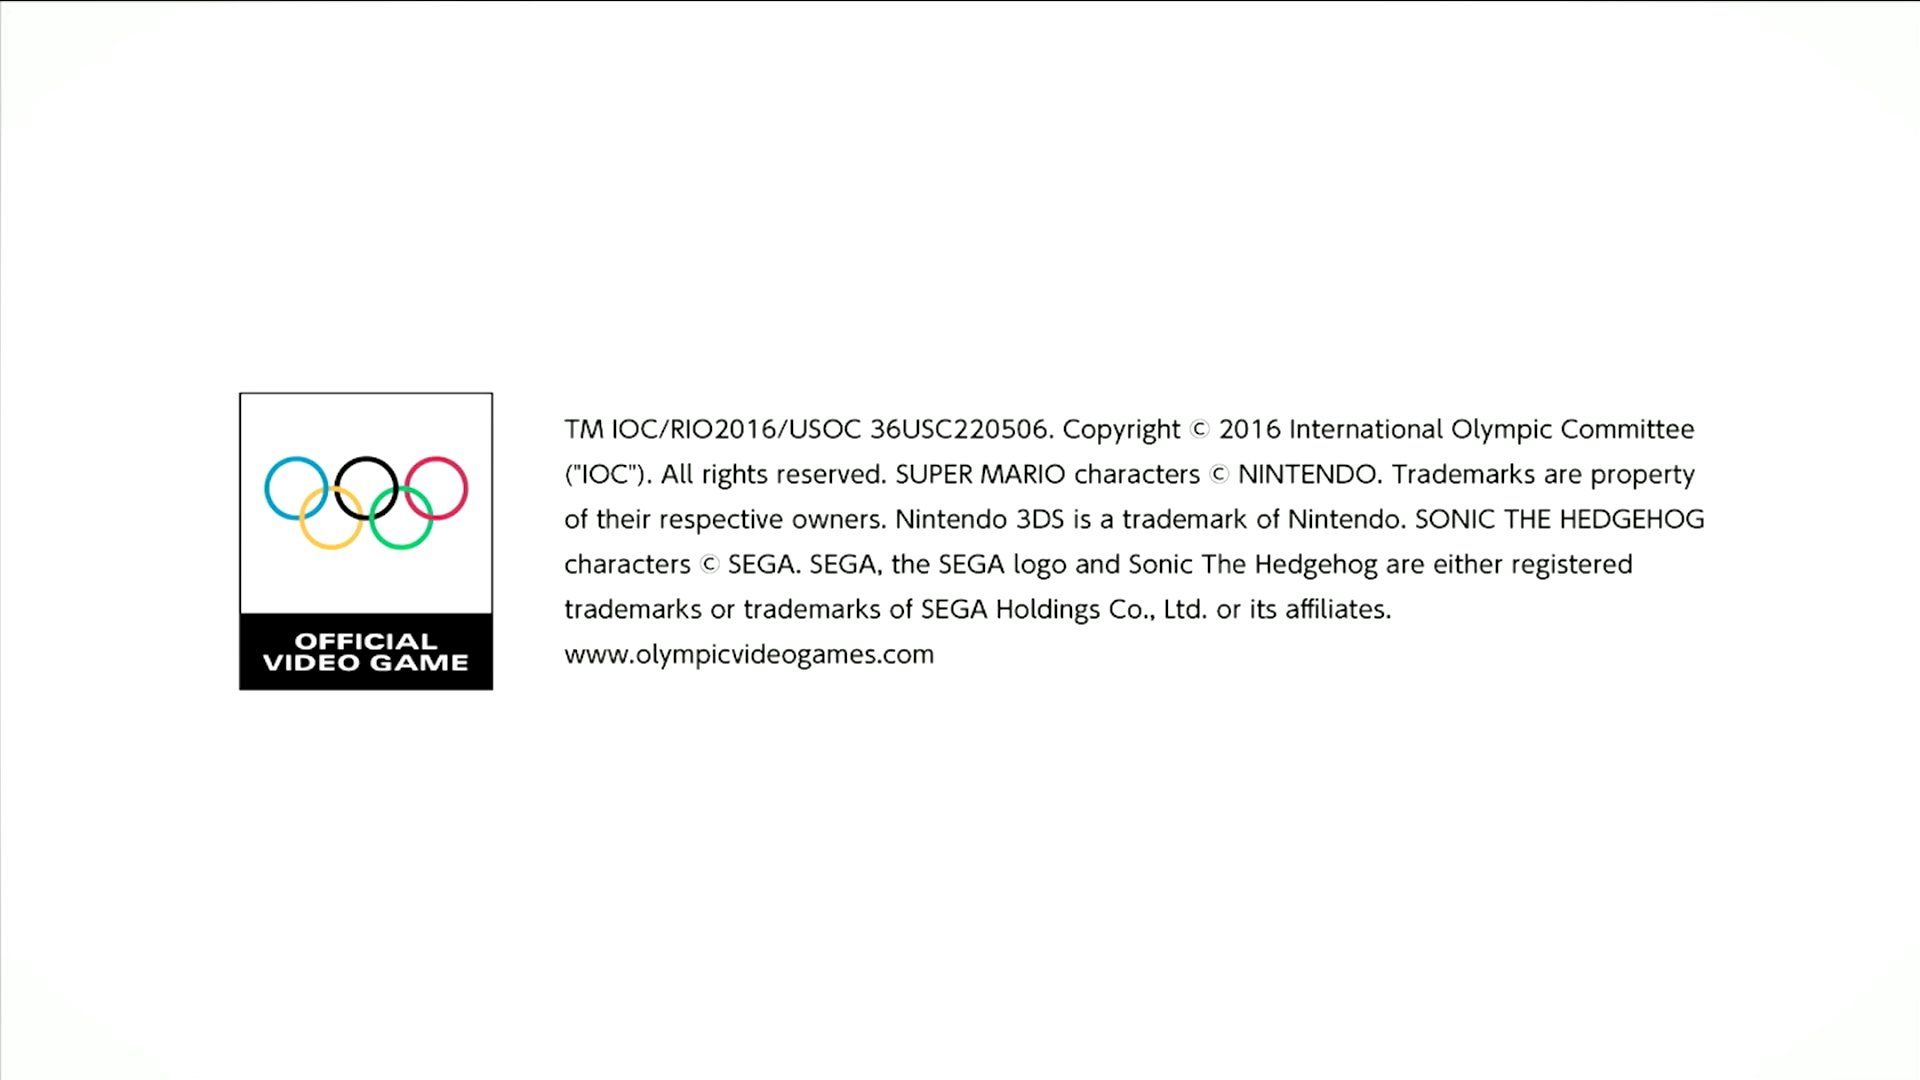 TM IOC/RIO2016/USOC 36USC220506. Copyright © 2016 International Olympic Committee
("IOC"). All rights reserved. SUPER MARIO characters © NINTENDO. Trademarks are property
of their respective owners. Nintendo 3DS is a trademark of Nintendo. SONIC THE HEDGEHOG
characters © SEGA. SEGA, the SEGA logo and Sonic The Hedgehog are either registered
trademarks or trademarks of SEGA Holdings Co., Ltd. or its affiliates.
www.olympicvideogames.com
OFFICIAL
VIDEO GAME